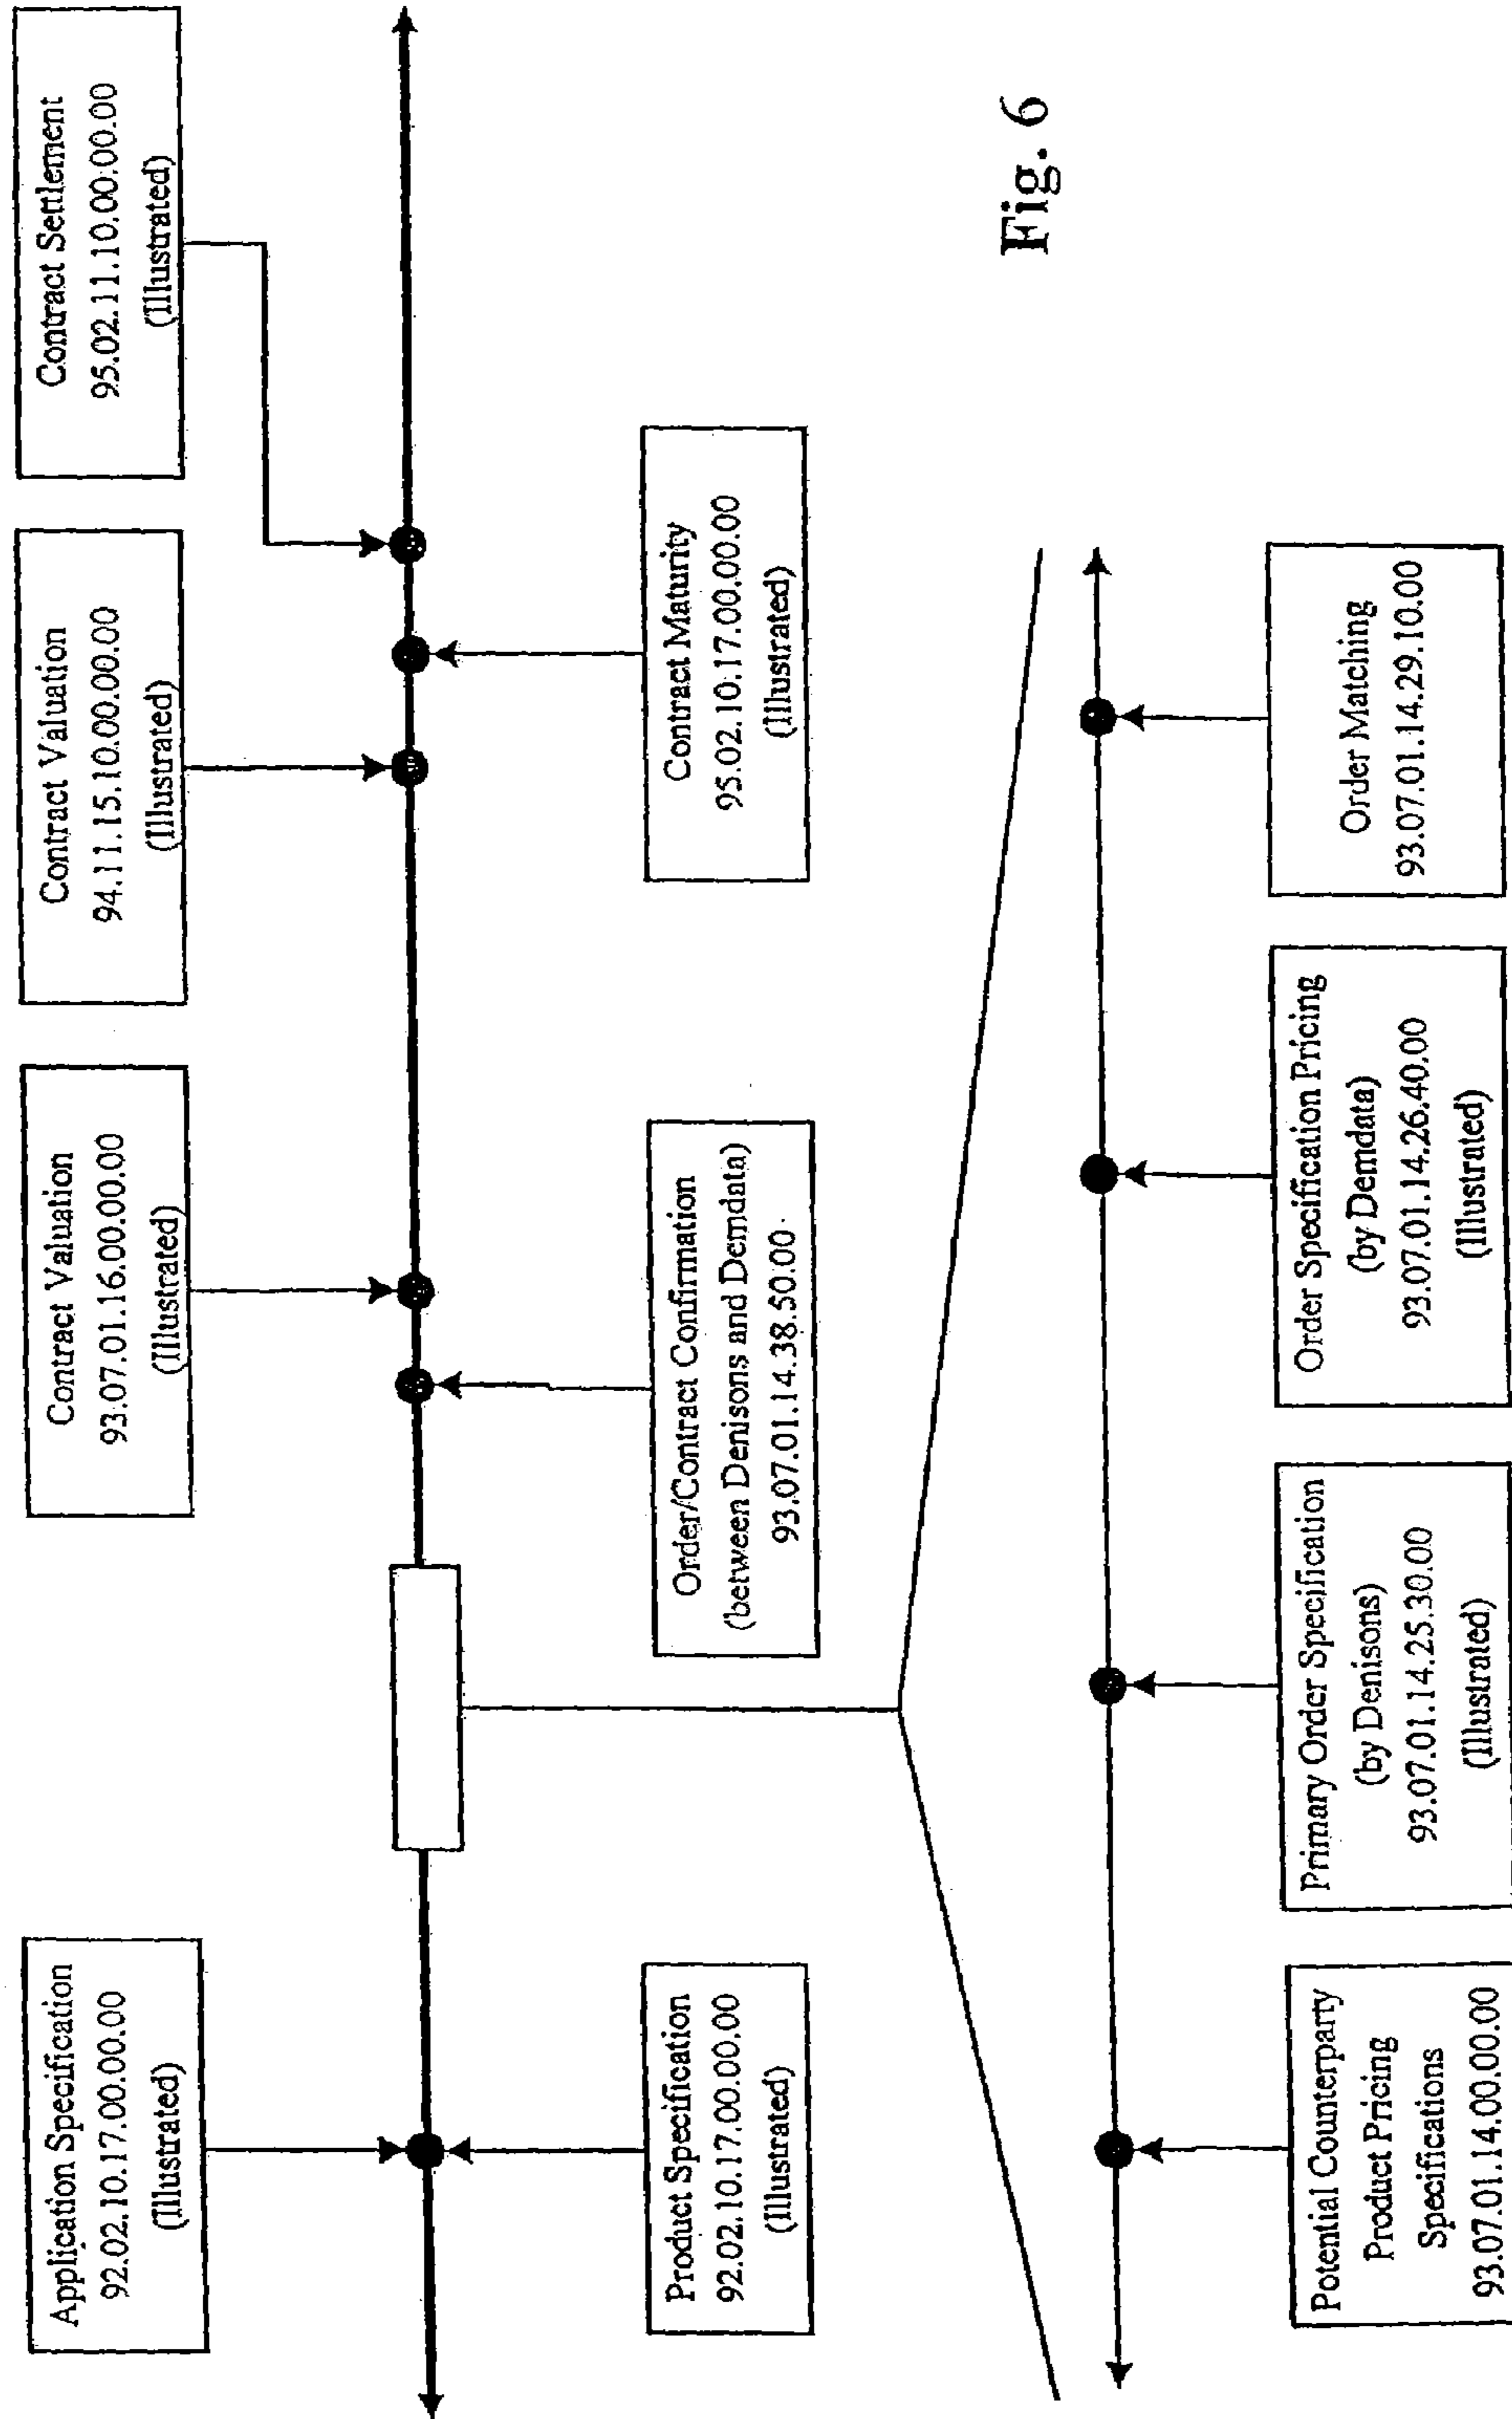 Application Specification
92.02.10.17.00.00.00
(Illustrated)
Contract Valuation
93.07.01.16.00.00.00
(Illustrated)
Contract Valuation
94.11.15.10.00.00.00
(Illustrated)
Contract Settlement
95.02.11.10.00.00.00
(Illustrated)
Product Specification
92.02.10.17.00.00.00
(Illustrated)
Order/Contract Confirmation
(between Denisons and Demdata)
93.07.01.14.38.50.00
Contract Maturity
95.02.10.17.00.00.00
(Illustrated)
Fig. 6
Potential Counterparty
Product Pricing
Specifications
93.07.01.14.00.00.00
Primary Order Specification
(by Denisons)
93.07.01.14.25.30.00
(Illustrated)
Order Specification Pricing
(by Demdata)
93.07.01.14.26.40.00
(Illustrated)
Order Matching
93.07.01.14.29.10.00